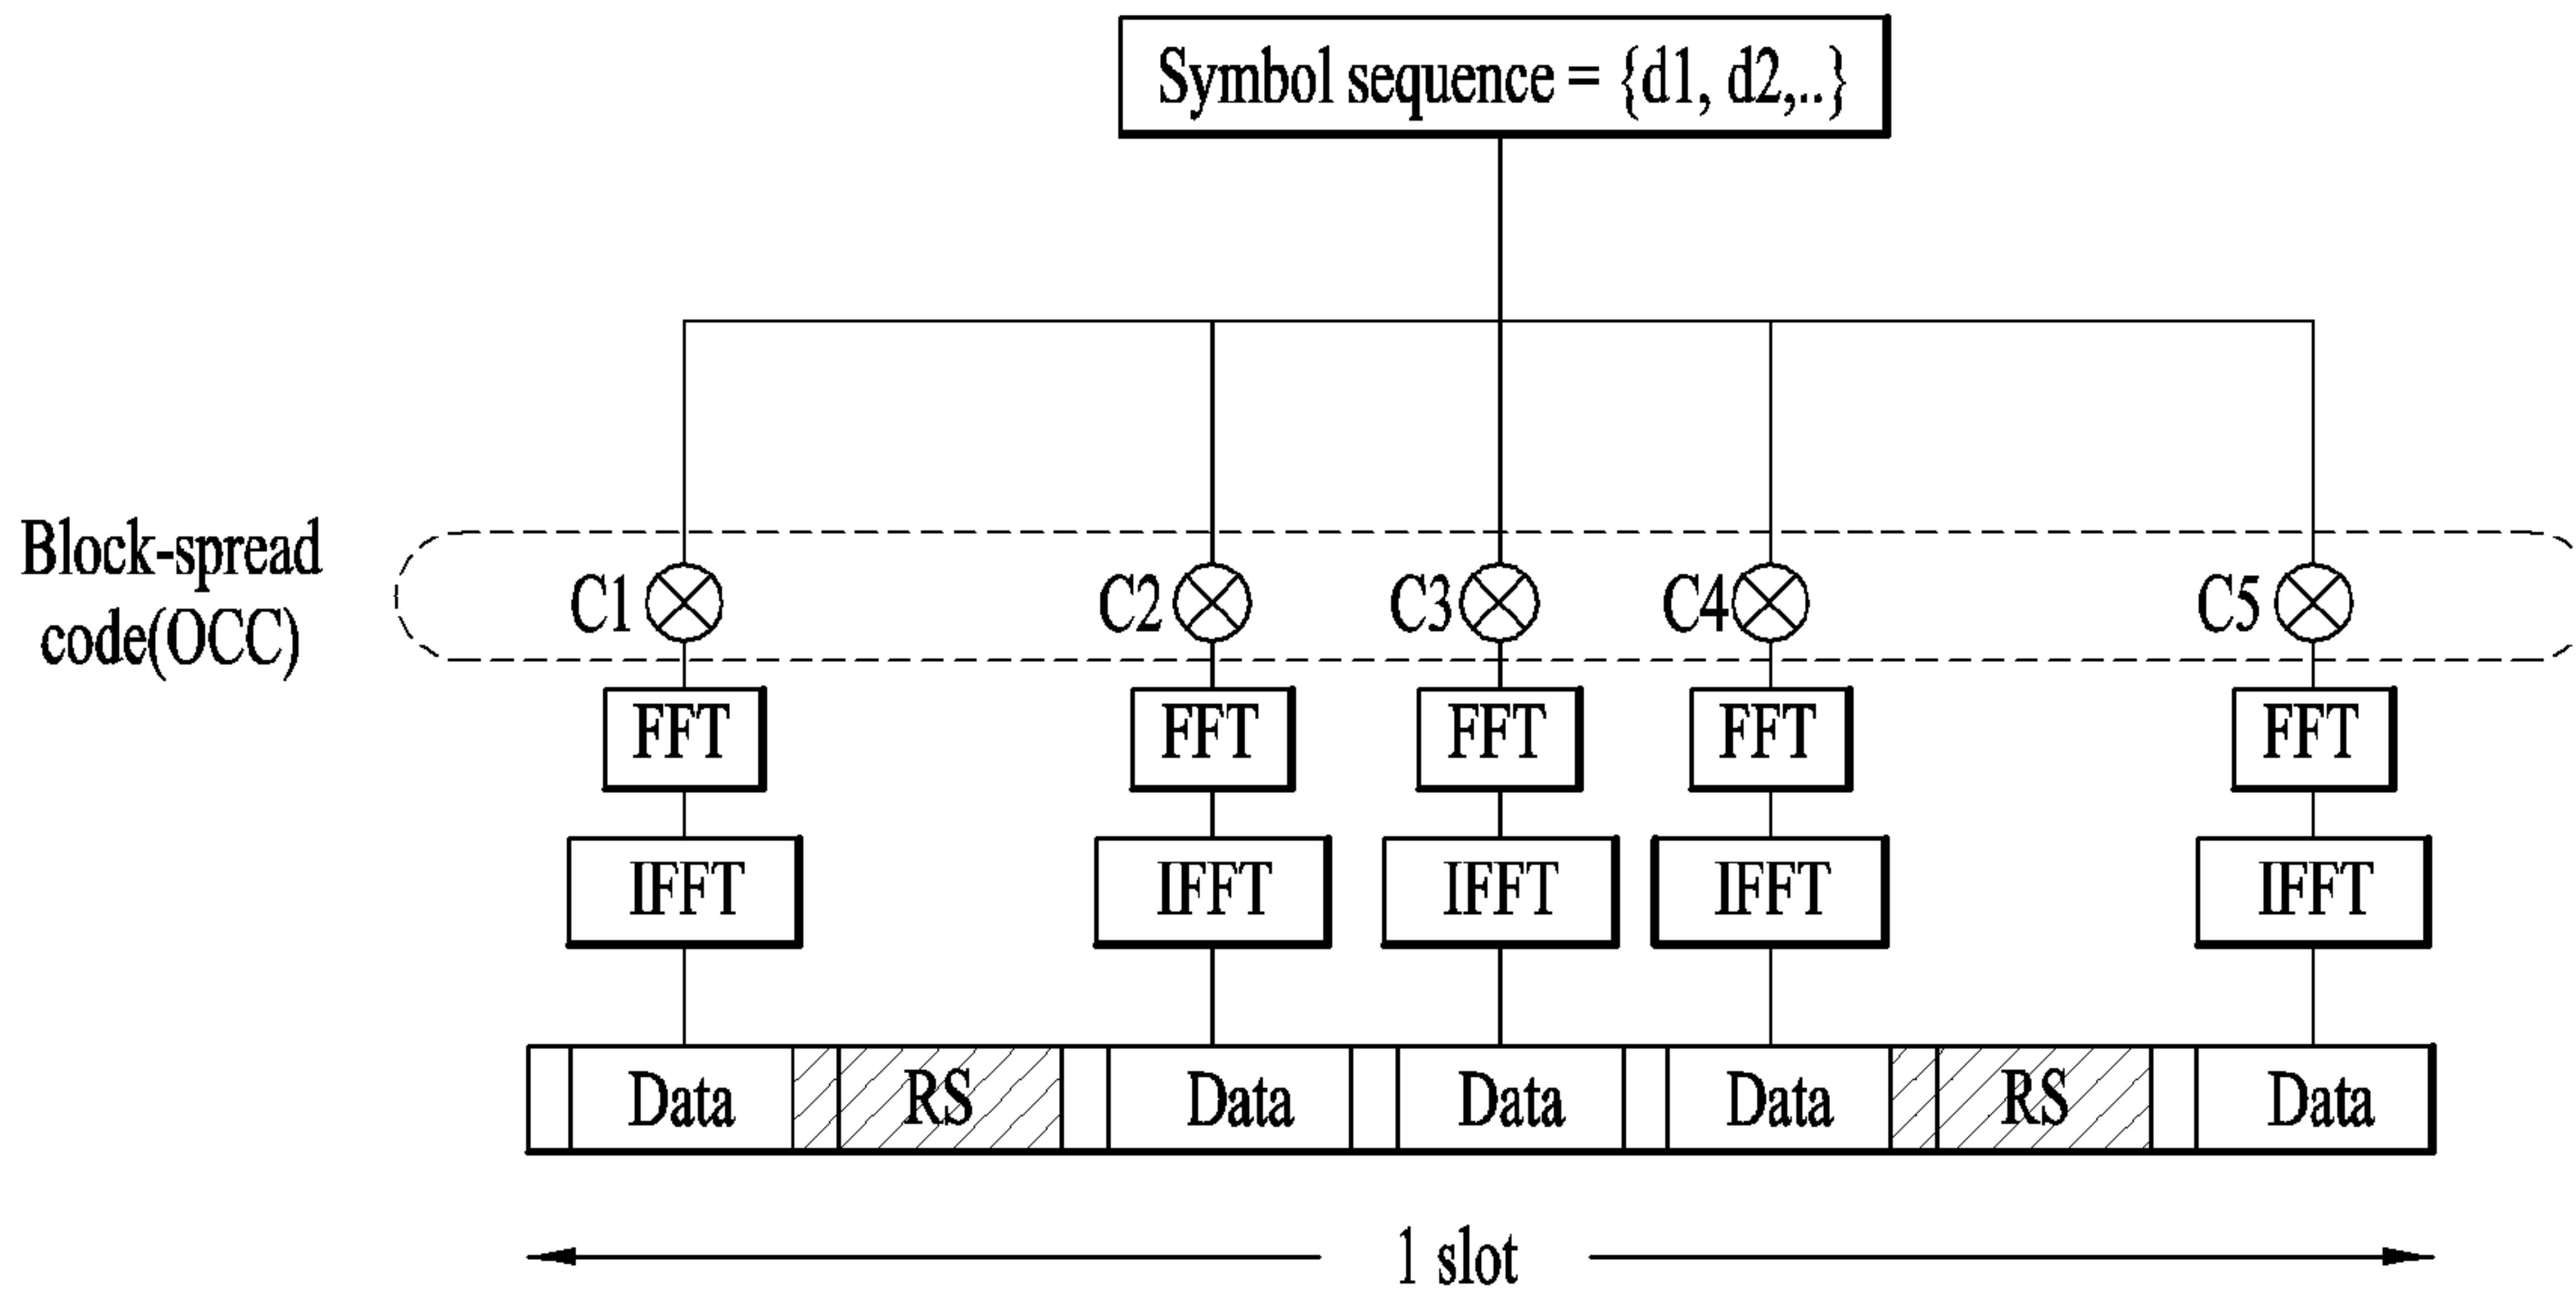 Symbol sequence = {d1, d2,..}
Block-spread
code(OCC)
C1
C2
C3
C4
C5
FFT
FFT
FFT
FFT
FFT
IFFT
IFFT
IFFT
IFFT
IFFT
Data
RS
Data
Data
Data
RS
Data
1 slot